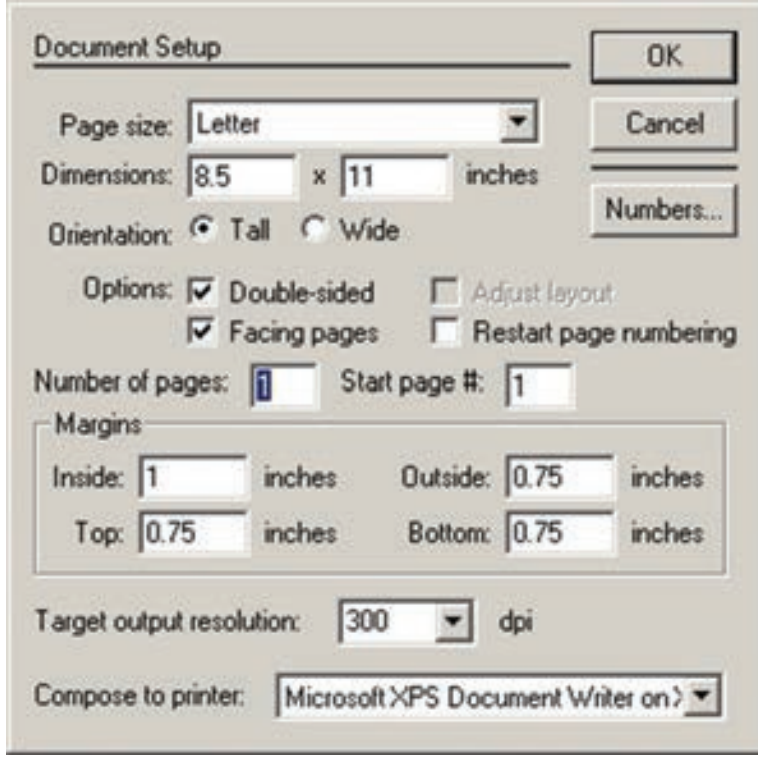 Document Setup
OK
Page size: Letter
Cancel
Dimensions: 8.5 x 11 inches
Numbers...
Orientation: Tall Wide
Options: Double-sided Adjust layout
Facing pages Restart page numbering
Number of pages: 1 Start page #: 1
Margins
Inside: 1 inches Outside: 0.75 inches
Top: 0.75 inches Bottom: 0.75 inches
Target output resolution: 300 dpi
Compose to printer: Microsoft XPS Document Writer on